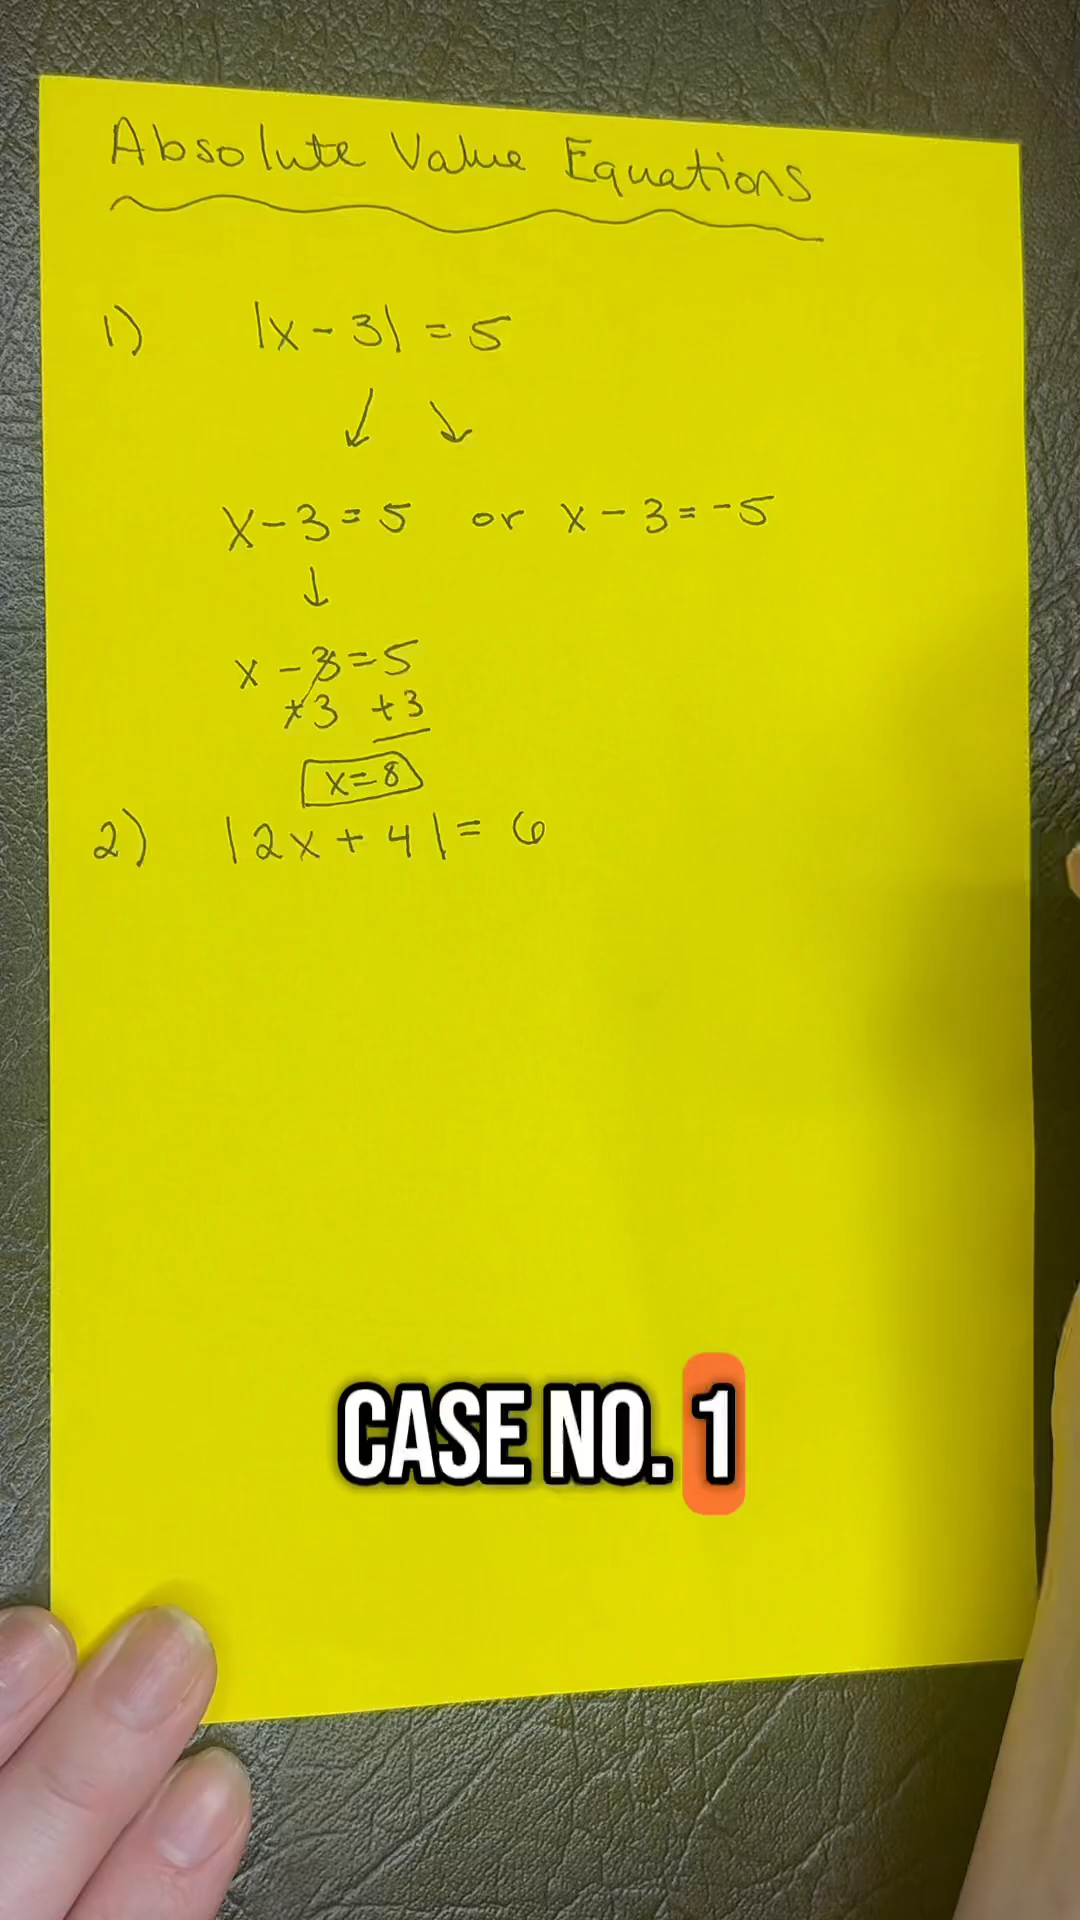 Absolute Value Equations
1) |x - 3| = 5
↙ ↘
x - 3 = 5 or x - 3 = -5
↓
x - 3 = 5
+3 +3
x = 8
2) |2x + 4| = 6
CASE NO. 1